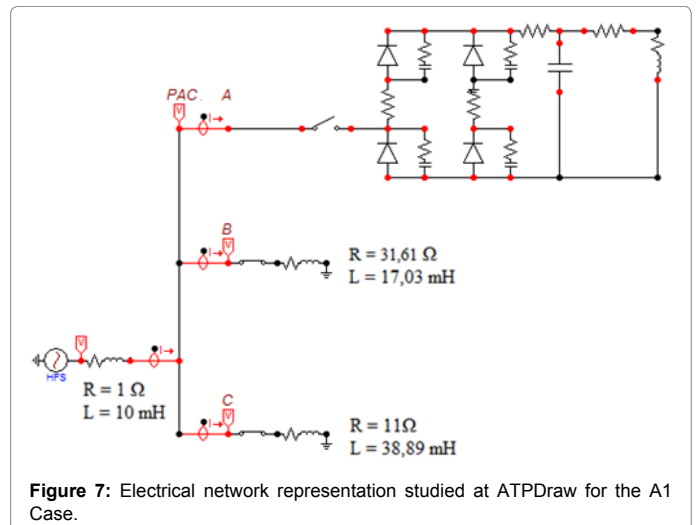 PAC. A
V
I
B
V
I
R = 31,61 Ω
L = 17,03 mH
V
I
HFS
R = 1 Ω
L = 10 mH
C
V
I
R = 11Ω
L = 38,89 mH
Figure 7: Electrical network representation studied at ATPDraw for the A1
Case.